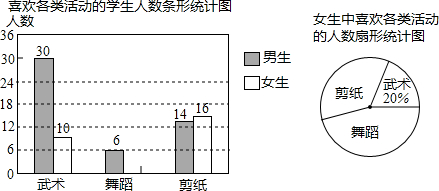 喜欢各类活动的学生人数条形统计图
人数
36
30
24
18
12
6
0
30
10
6
14
16
武术
舞蹈
剪纸
男生
女生
女生中喜欢各类活动
的人数扇形统计图
剪纸
武术
20%
舞蹈